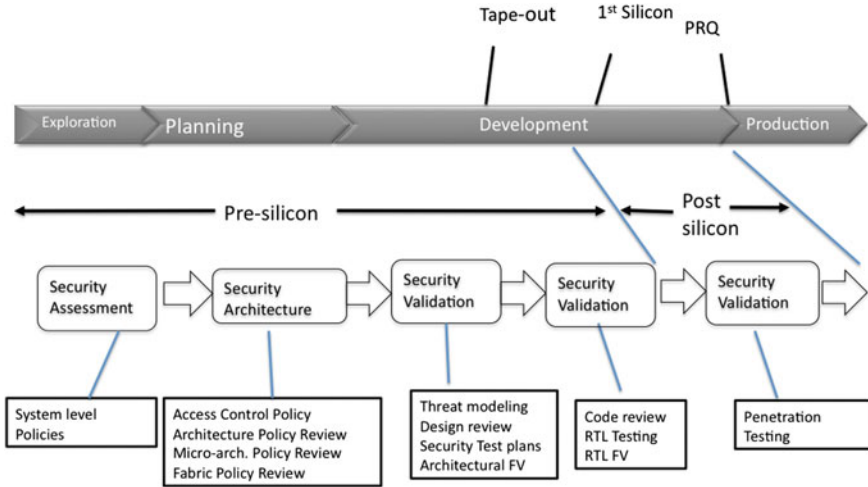 Tape-out
1st Silicon
PRQ
Exploration
Planning
Development
Production
Pre-silicon
Post
silicon
Security
Assessment
Security
Architecture
Security
Validation
Security
Validation
Security
Validation
System level
Policies
Access Control Policy
Architecture Policy Review
Micro-arch. Policy Review
Fabric Policy Review
Threat modeling
Design review
Security Test plans
Architectural FV
Code review
RTL Testing
RTL FV
Penetration
Testing